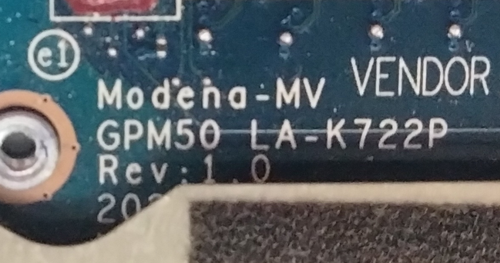 e1
VENDOR
Modena-MV
GPM50 LA-K722P
Rev:1.0